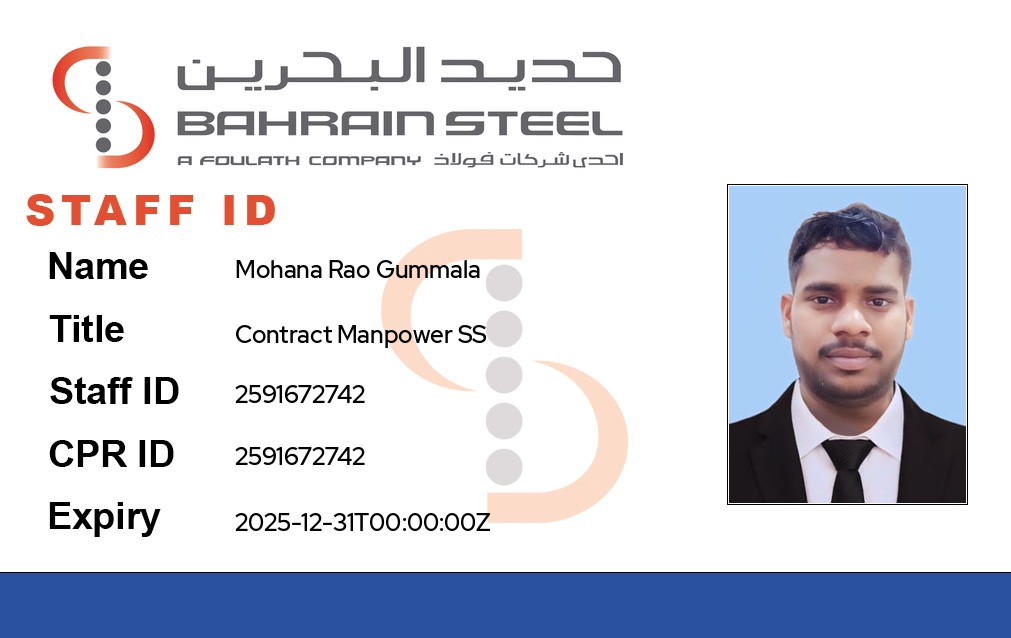 حديد البحرين
BAHRAIN STEEL
A FOULATH COMPANY احدى شركات فولاذ
STAFF ID
Name Mohana Rao Gummala
Title Contract Manpower SS
Staff ID 2591672742
CPR ID 2591672742
Expiry 2025-12-31T00:00:00Z